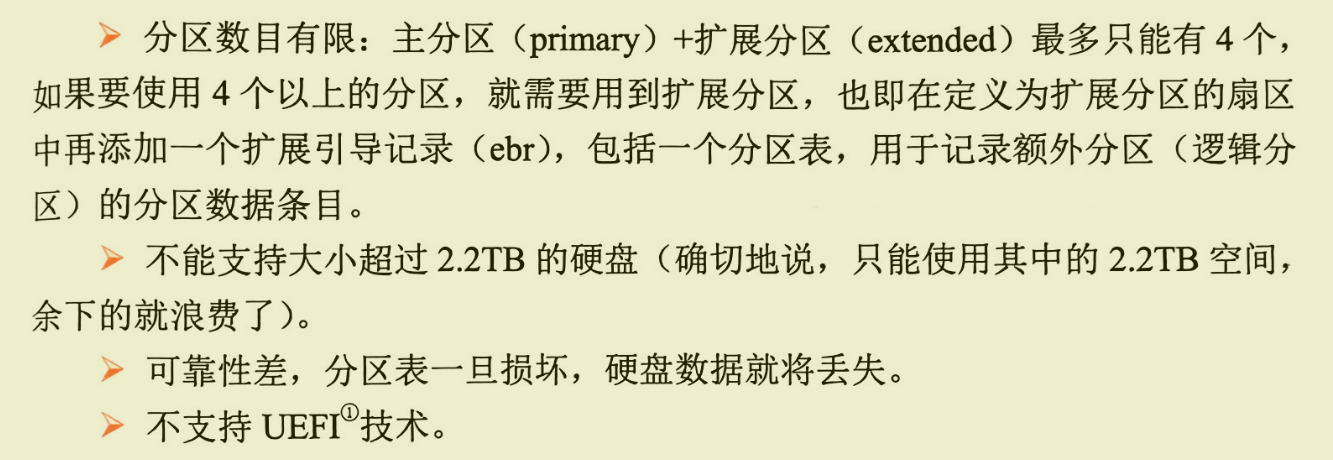 ➢ 分区数目有限：主分区（primary）+扩展分区（extended）最多只能有 4 个，
如果要使用 4 个以上的分区，就需要用到扩展分区，也即在定义为扩展分区的扇区
中再添加一个扩展引导记录（ebr），包括一个分区表，用于记录额外分区（逻辑分
区）的分区数据条目。
➢ 不能支持大小超过 2.2TB 的硬盘（确切地说，只能使用其中的 2.2TB 空间，
余下的就浪费了）。
➢ 可靠性差，分区表一旦损坏，硬盘数据就将丢失。
➢ 不支持 UEFI①技术。